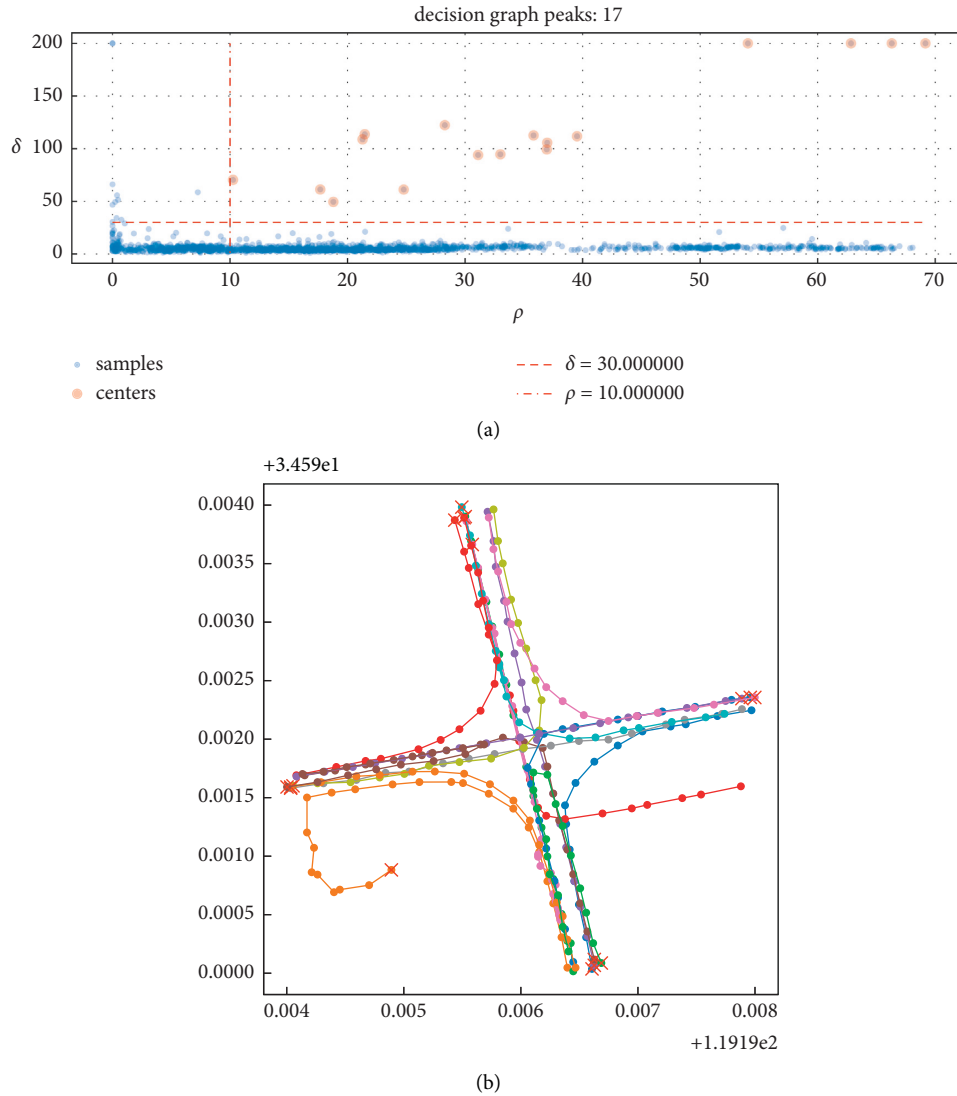 decision graph peaks: 17
200
150
δ 100
50
0
0 10 20 30 40 50 60 70
ρ
samples δ = 30.000000
centers ρ = 10.000000
(a)
+3.459e1
0.0040
0.0035
0.0030
0.0025
0.0020
0.0015
0.0010
0.0005
0.0000
0.004 0.005 0.006 0.007 0.008
+1.1919e2
(b)